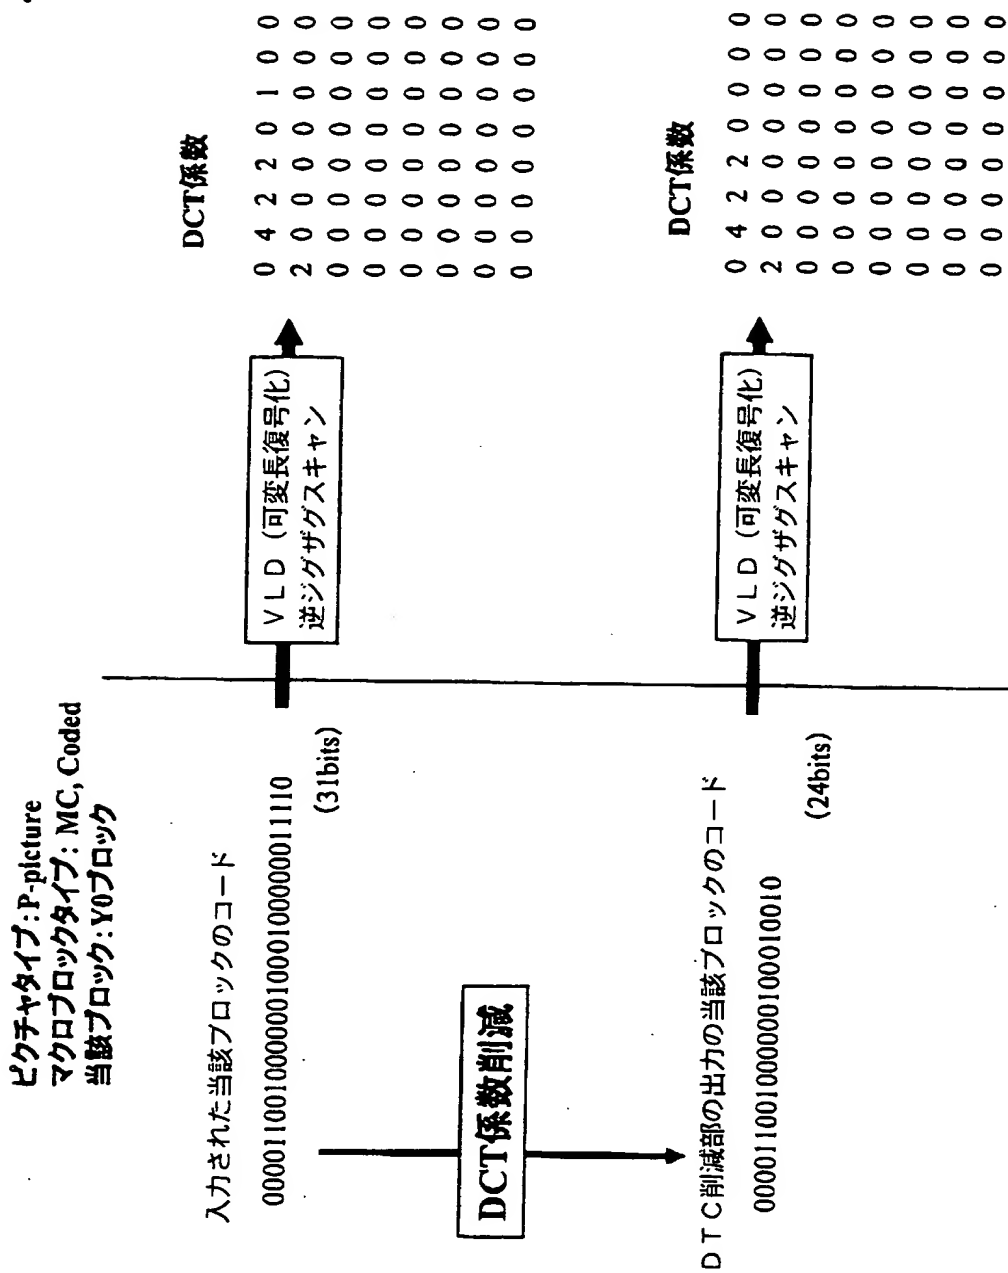 ピクチャタイプ:P-picture
マクロブロックタイプ: MC, Coded
当該ブロック:Y0ブロック
入力された当該ブロックのコード
0000110010000001000100000011110
(31bits)
VLD (可変長復号化)
逆ジグザグスキャン
DCT係数
0 4 2 2 0 1 0 0
2 0 0 0 0 0 0 0
0 0 0 0 0 0 0 0
0 0 0 0 0 0 0 0
0 0 0 0 0 0 0 0
0 0 0 0 0 0 0 0
0 0 0 0 0 0 0 0
0 0 0 0 0 0 0 0
DCT係数削減
DTC削減部の出力の当該ブロックのコード
000011001000000100010010
(24bits)
VLD (可変長復号化)
逆ジグザグスキャン
DCT係数
0 4 2 2 0 0 0 0
2 0 0 0 0 0 0 0
0 0 0 0 0 0 0 0
0 0 0 0 0 0 0 0
0 0 0 0 0 0 0 0
0 0 0 0 0 0 0 0
0 0 0 0 0 0 0 0
0 0 0 0 0 0 0 0